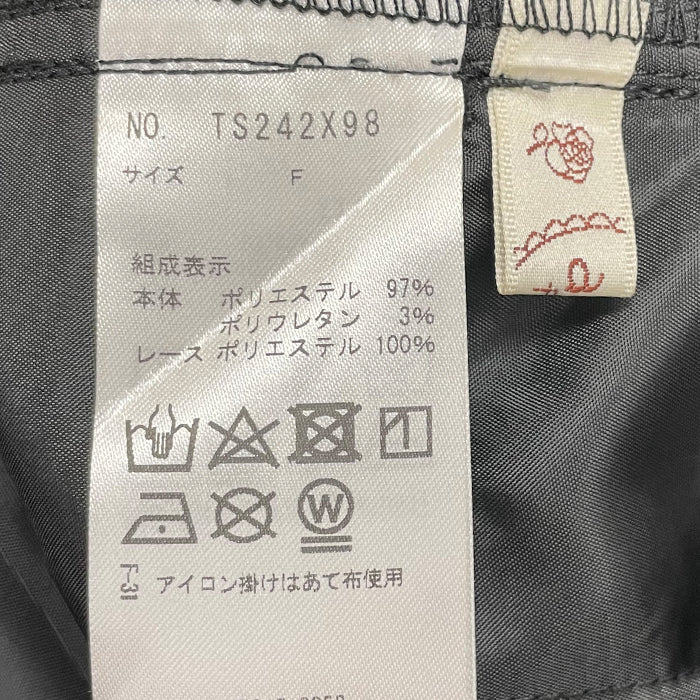 NO. TS242X98
サイズ F
組成表示
本体 ポリエステル 97%
ポリウレタン 3%
レース ポリエステル 100%
W
F-31 アイロン掛けはあて布使用